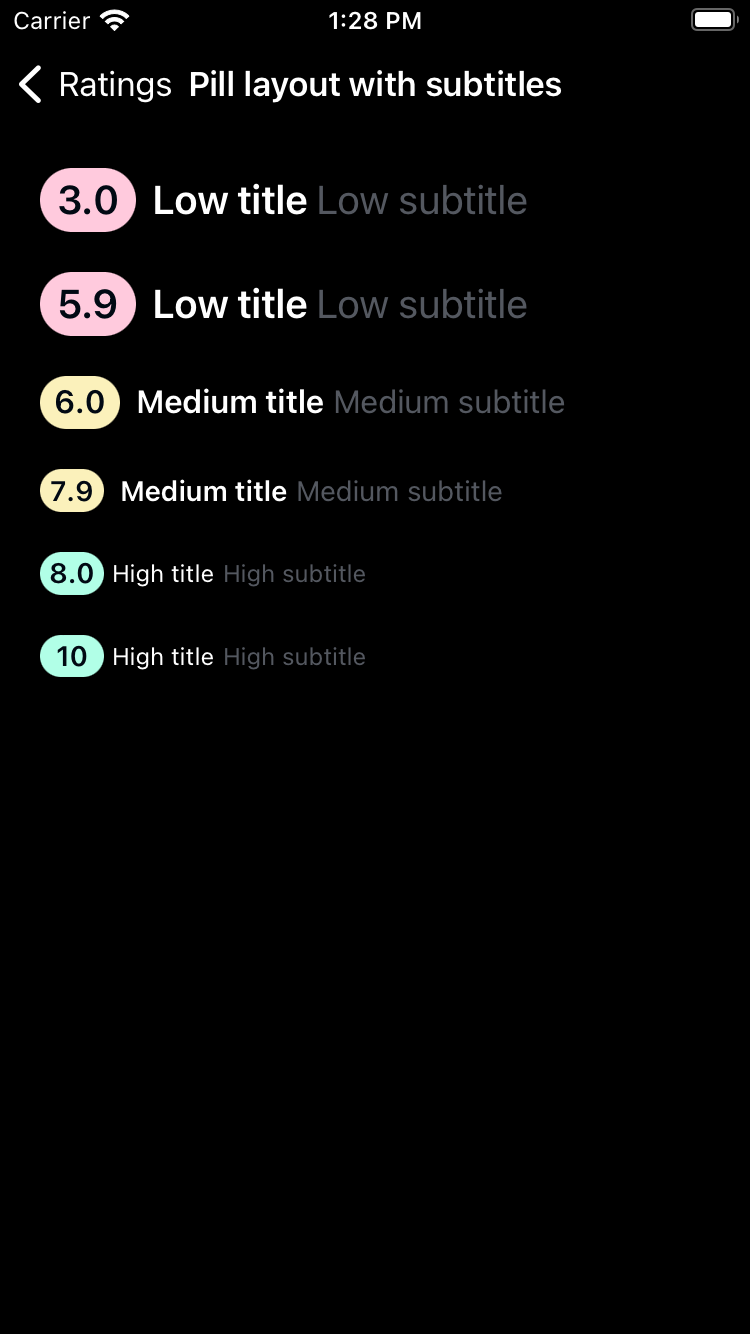 Carrier 1:28 PM
Ratings Pill layout with subtitles
3.0 Low title Low subtitle
5.9 Low title Low subtitle
6.0 Medium title Medium subtitle
7.9 Medium title Medium subtitle
8.0 High title High subtitle
10 High title High subtitle